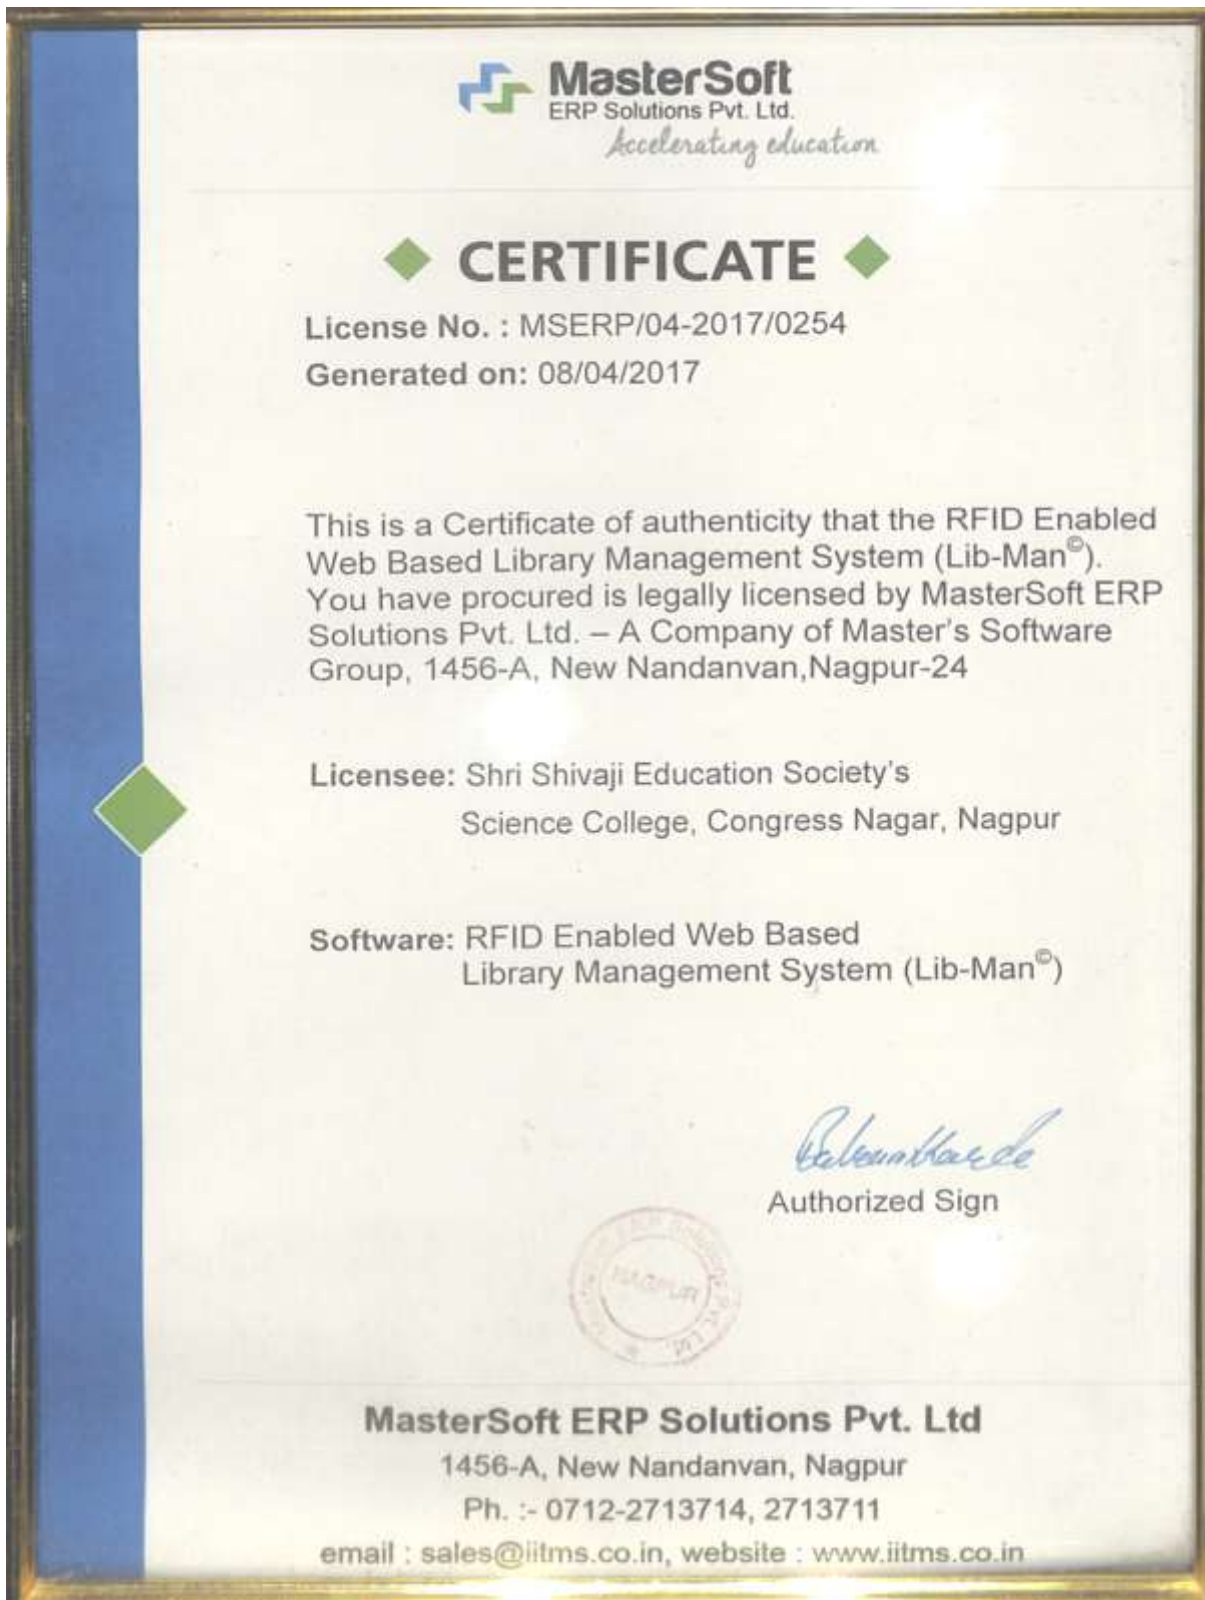 MasterSoft
ERP Solutions Pvt. Ltd.
Accelerating education
CERTIFICATE
License No. : MSERP/04-2017/0254
Generated on: 08/04/2017
This is a Certificate of authenticity that the RFID Enabled
Web Based Library Management System (Lib-Man©).
You have procured is legally licensed by MasterSoft ERP
Solutions Pvt. Ltd. – A Company of Master's Software
Group, 1456-A, New Nandanvan,Nagpur-24
Licensee: Shri Shivaji Education Society's
Science College, Congress Nagar, Nagpur
Software: RFID Enabled Web Based
Library Management System (Lib-Man©)
Authorized Sign
NAGPUR
Solutions Pvt. Ltd.
MasterSoft ERP Solutions Pvt. Ltd
1456-A, New Nandanvan, Nagpur
Ph. :- 0712-2713714, 2713711
email : sales@iitms.co.in, website : www.iitms.co.in